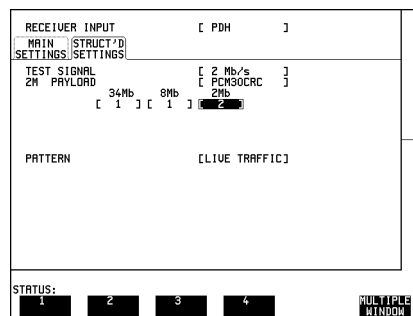 RECEIVER INPUT [ PDH ]
MAIN SETTINGS
STRUCT'D SETTINGS
TEST SIGNAL [ 2 Mb/s ]
2M PAYLOAD [ PCM30CRC ]
34Mb 8Mb 2Mb
[ 1 ] [ 1 ] [ 2 ]
PATTERN [LIVE TRAFFIC]
STATUS:
1 2 3 4 MULTIPLE WINDOW